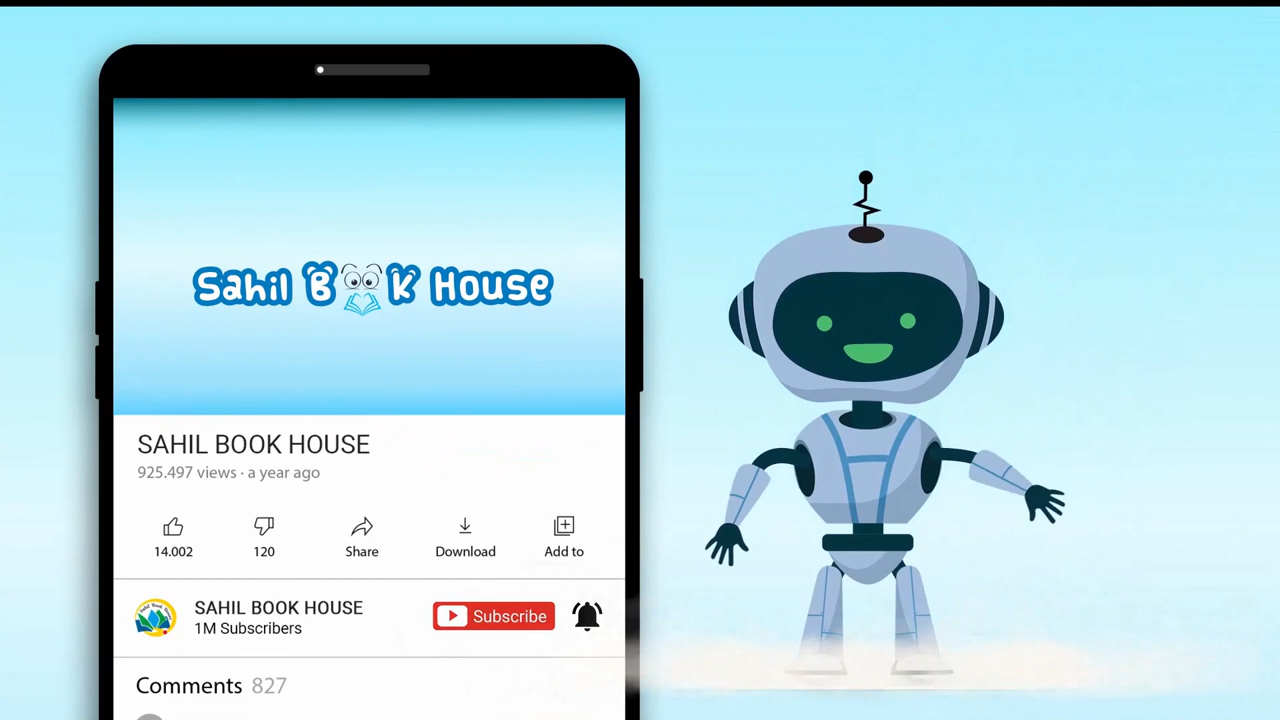 Sahil Book House
SAHIL BOOK HOUSE
925.497 views · a year ago
14.002
120
Share
Download
Add to
SAHIL BOOK HOUSE
1M Subscribers
Subscribe
Comments 827